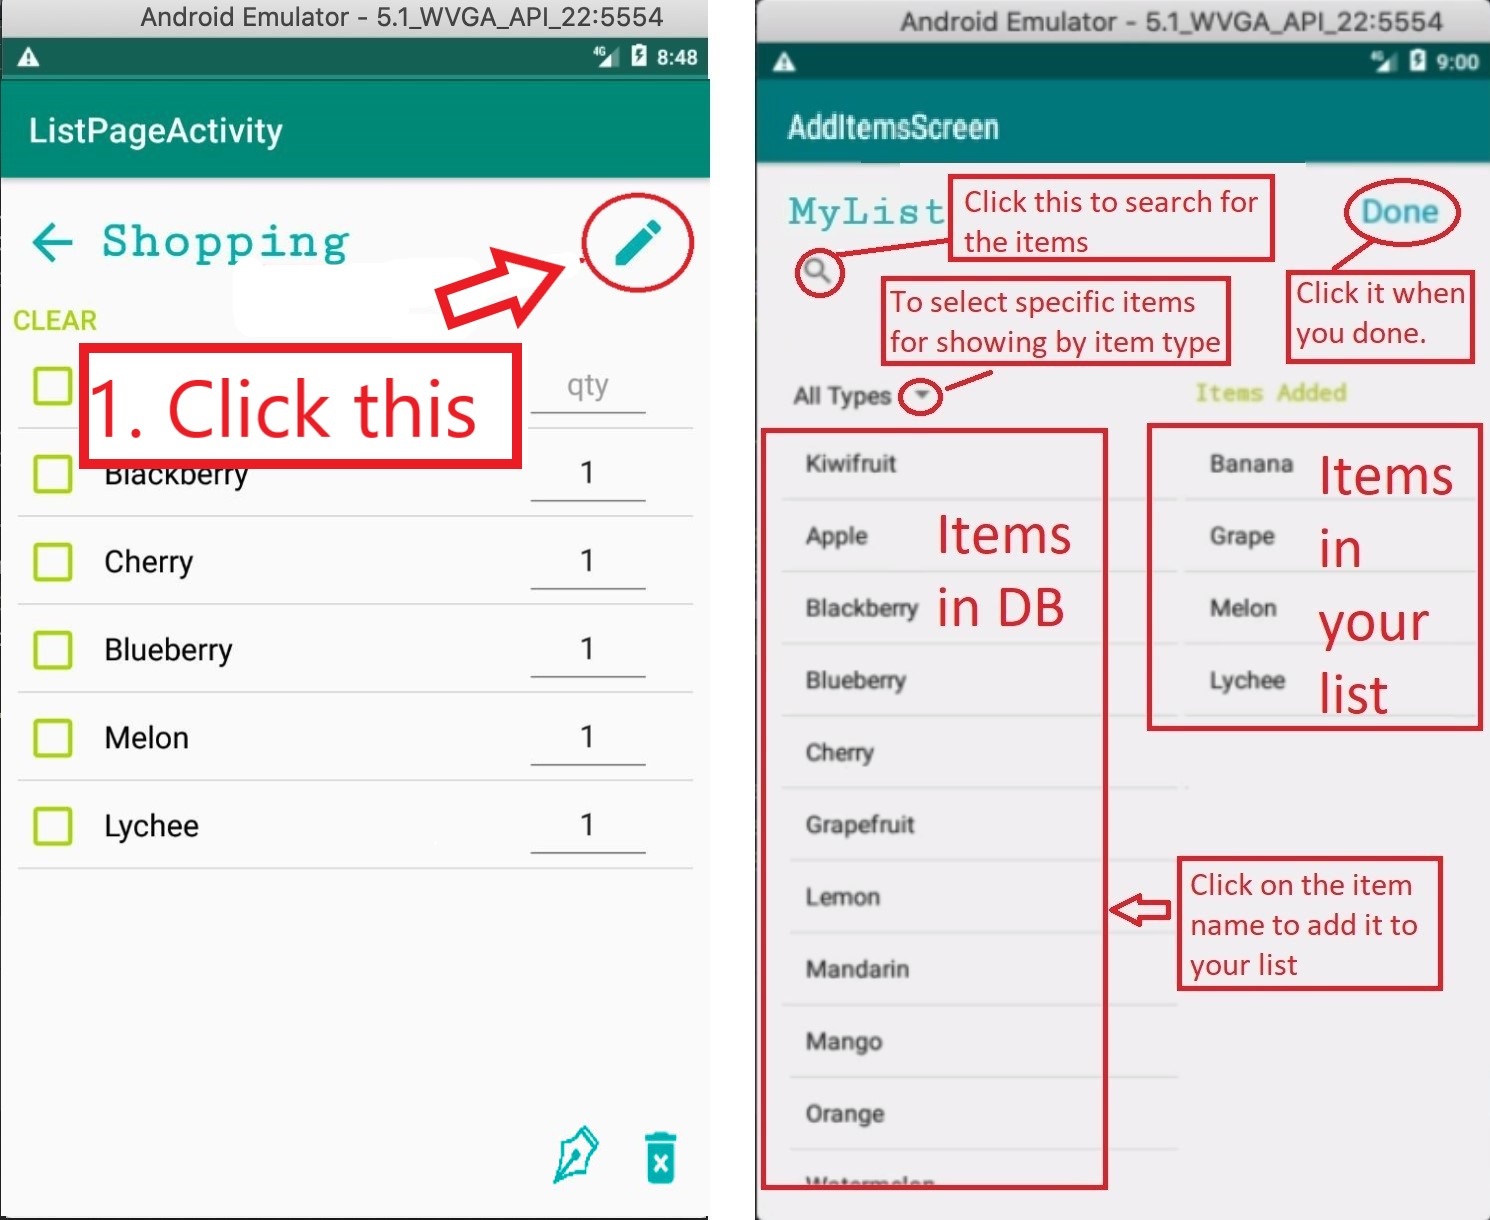 Android Emulator - 5.1_WVGA_API_22:5554
4G 8:48
ListPageActivity
Shopping
CLEAR
1. Click this
qty
Blackberry 1
Cherry 1
Blueberry 1
Melon 1
Lychee 1
Android Emulator - 5.1_WVGA_API_22:5554
4G 9:00
AddItemsScreen
MyList
Click this to search for
the items
Done
To select specific items
for showing by item type
Click it when
you done.
All Types
Items Added
Kiwifruit
Apple
Blackberry
Blueberry
Cherry
Grapefruit
Lemon
Mandarin
Mango
Orange
Watermelon
Items
in DB
Banana
Grape
Melon
Lychee
Items
in
your
list
Click on the item
name to add it to
your list